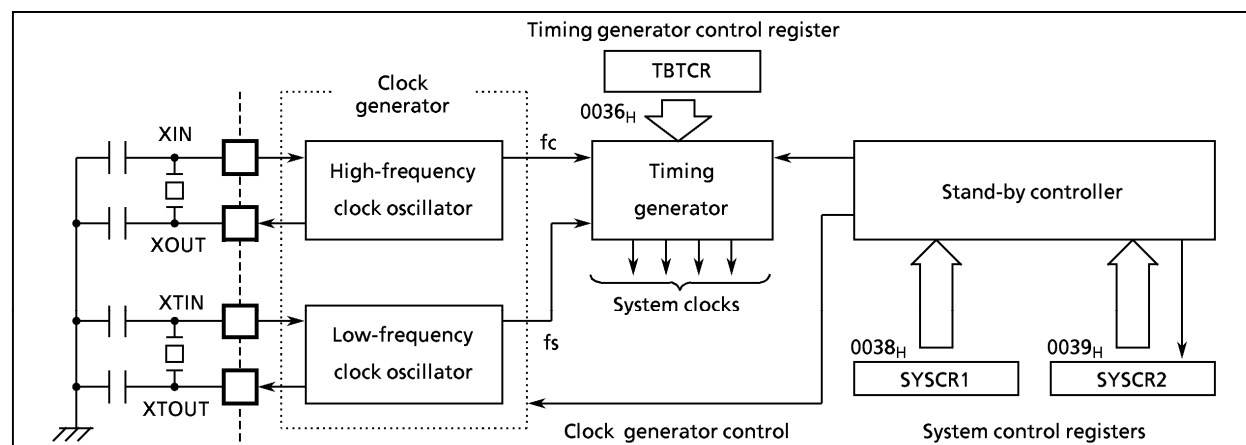 Timing generator control register
TBTCR
Clock
generator
0036H
XIN
fc
High-frequency
clock oscillator
Timing
generator
Stand-by controller
XOUT
XTIN
System clocks
Low-frequency
clock oscillator
fs
0038H
0039H
SYSCR1
SYSCR2
XTOUT
Clock generator control
System control registers